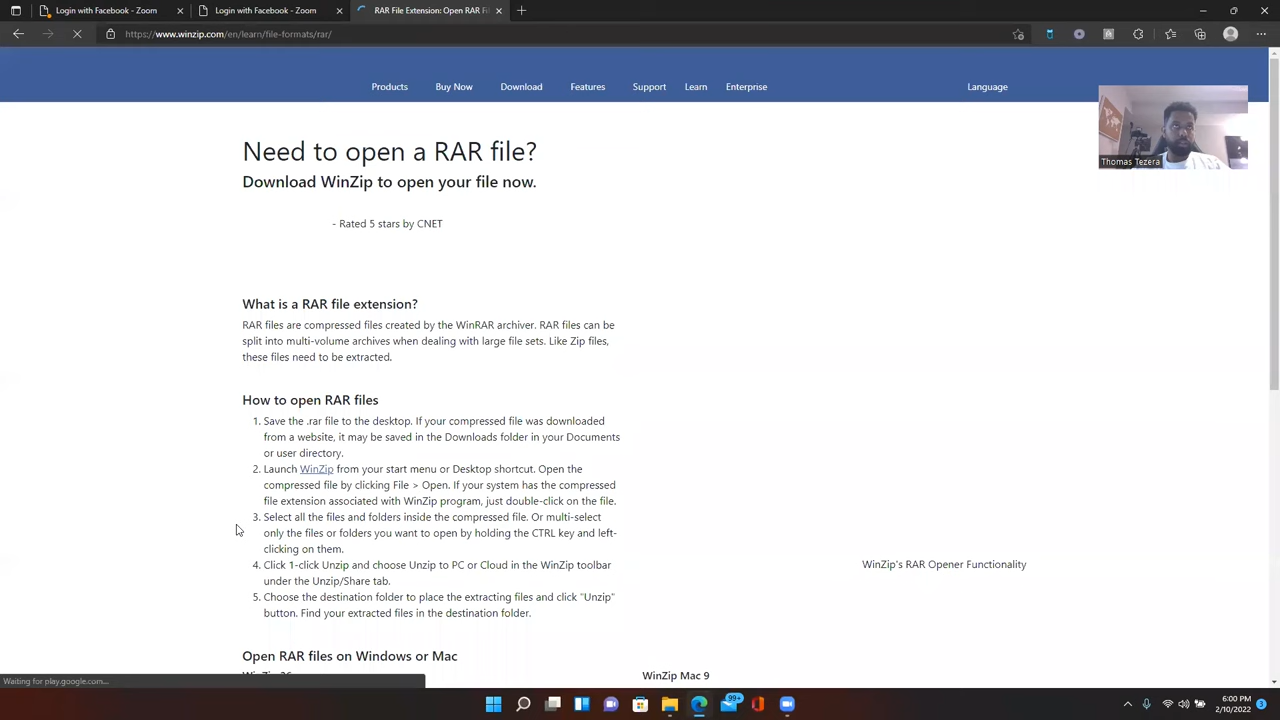 Login with Facebook - Zoom
Login with Facebook - Zoom
RAR File Extension: Open RAR Fi
https://www.winzip.com/en/learn/file-formats/rar/
Products Buy Now Download Features Support Learn Enterprise Language
Thomas Tezera
Need to open a RAR file?
Download WinZip to open your file now.
- Rated 5 stars by CNET
What is a RAR file extension?
RAR files are compressed files created by the WinRAR archiver. RAR files can be
split into multi-volume archives when dealing with large file sets. Like Zip files,
these files need to be extracted.
How to open RAR files
1. Save the .rar file to the desktop. If your compressed file was downloaded
from a website, it may be saved in the Downloads folder in your Documents
or user directory.
2. Launch WinZip from your start menu or Desktop shortcut. Open the
compressed file by clicking File > Open. If your system has the compressed
file extension associated with WinZip program, just double-click on the file.
3. Select all the files and folders inside the compressed file. Or multi-select
only the files or folders you want to open by holding the CTRL key and left-
clicking on them.
4. Click 1-click Unzip and choose Unzip to PC or Cloud in the WinZip toolbar
under the Unzip/Share tab.
5. Choose the destination folder to place the extracting files and click "Unzip"
button. Find your extracted files in the destination folder.
WinZip's RAR Opener Functionality
Open RAR files on Windows or Mac
WinZip Mac 9
Waiting for play.google.com...
99+
6:00 PM
2/10/2022
3